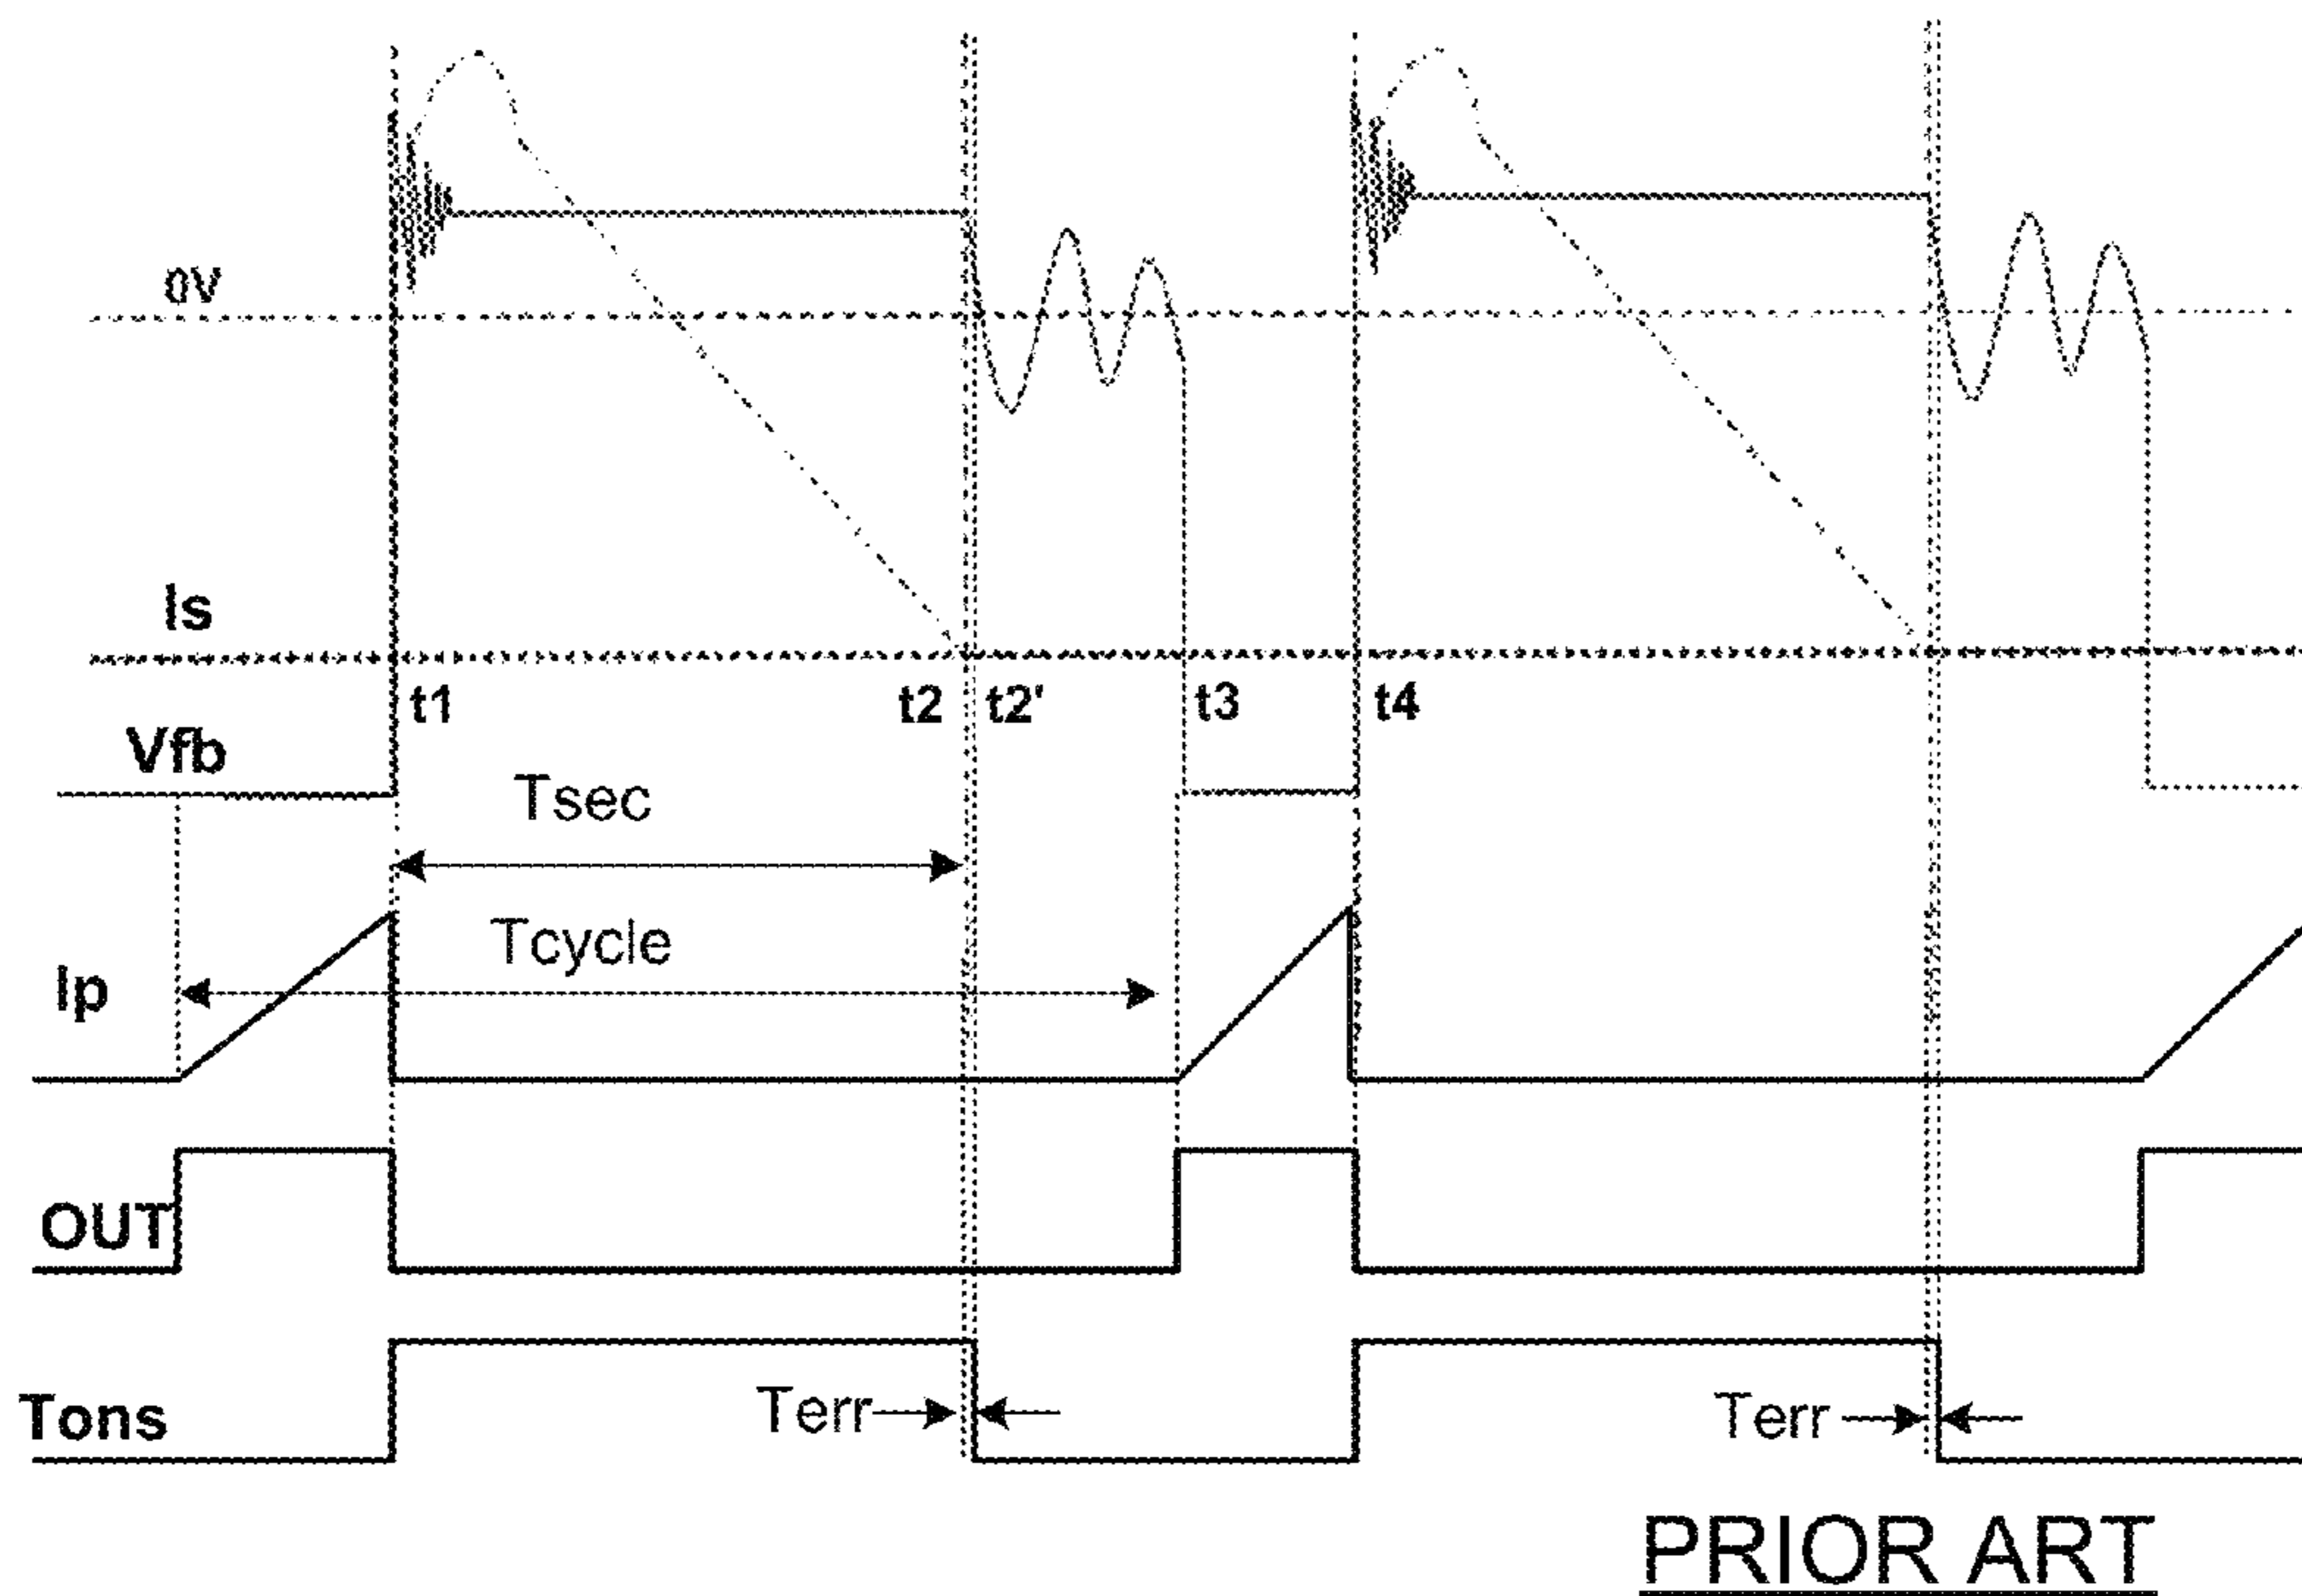 0V
Is
t1 t2 t2' t3 t4
Vfb
Tsec
Tcycle
Ip
OUT
Tons
Terr Terr
PRIOR ART